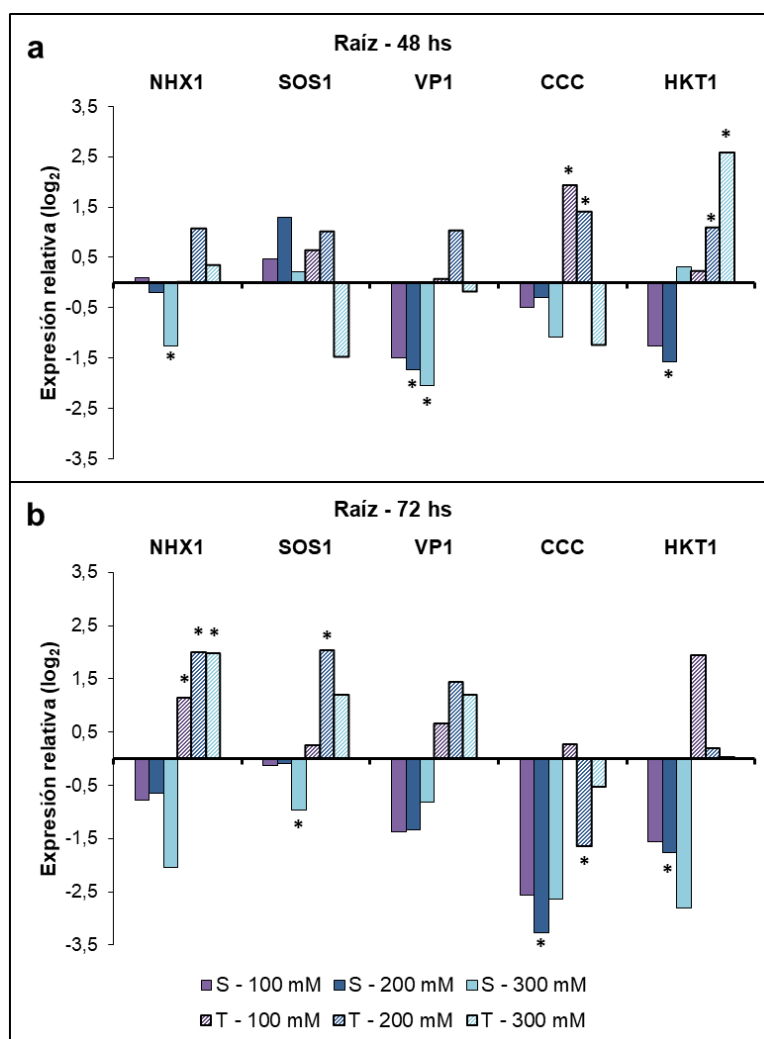 a
Raíz - 48 hs
NHX1 SOS1 VP1 CCC HKT1
Expresión relativa (log₂)
3,5
2,5
1,5
0,5
-0,5
-1,5
-2,5
-3,5
* * * * * * * *
b
Raíz - 72 hs
NHX1 SOS1 VP1 CCC HKT1
Expresión relativa (log₂)
3,5
2,5
1,5
0,5
-0,5
-1,5
-2,5
-3,5
* * * * * * * *
S - 100 mM S - 200 mM S - 300 mM
T - 100 mM T - 200 mM T - 300 mM